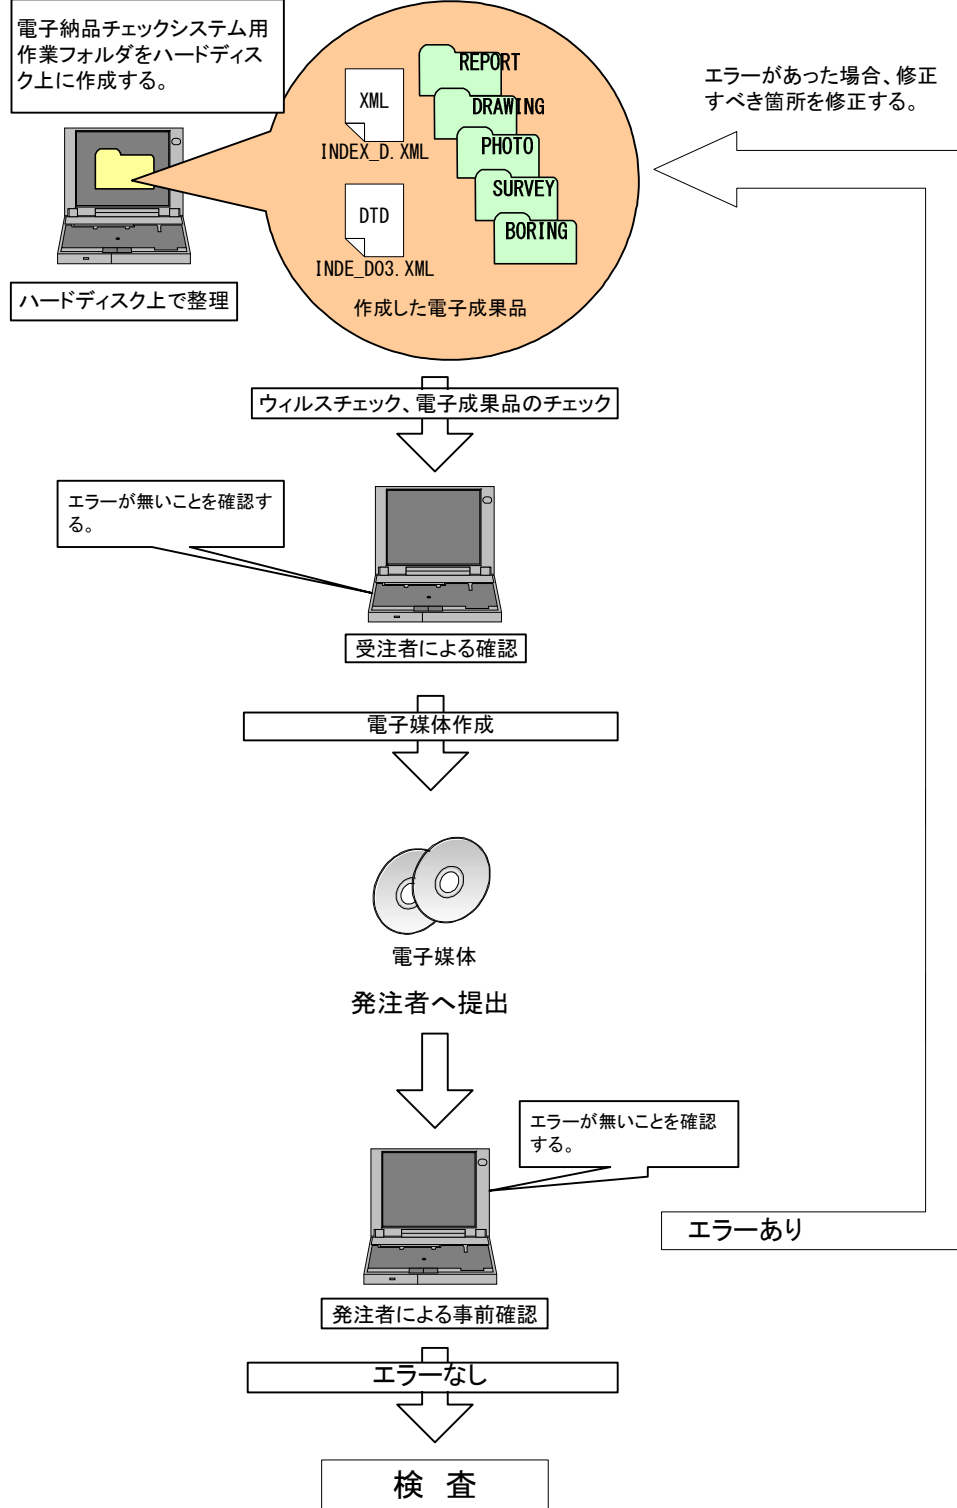 電子納品チェックシステム用
作業フォルダをハードディス
ク上に作成する。
XML
INDEX_D.XML
DTD
INDE_D03.XML
REPORT
DRAWING
PHOTO
SURVEY
BORING
作成した電子成果品
ハードディスク上で整理
エラーがあった場合、修正
すべき箇所を修正する。
ウィルスチェック、電子成果品のチェック
エラーが無いことを確認す
る。
受注者による確認
電子媒体作成
電子媒体
発注者へ提出
エラーが無いことを確認
する。
エラーあり
発注者による事前確認
エラーなし
検 査